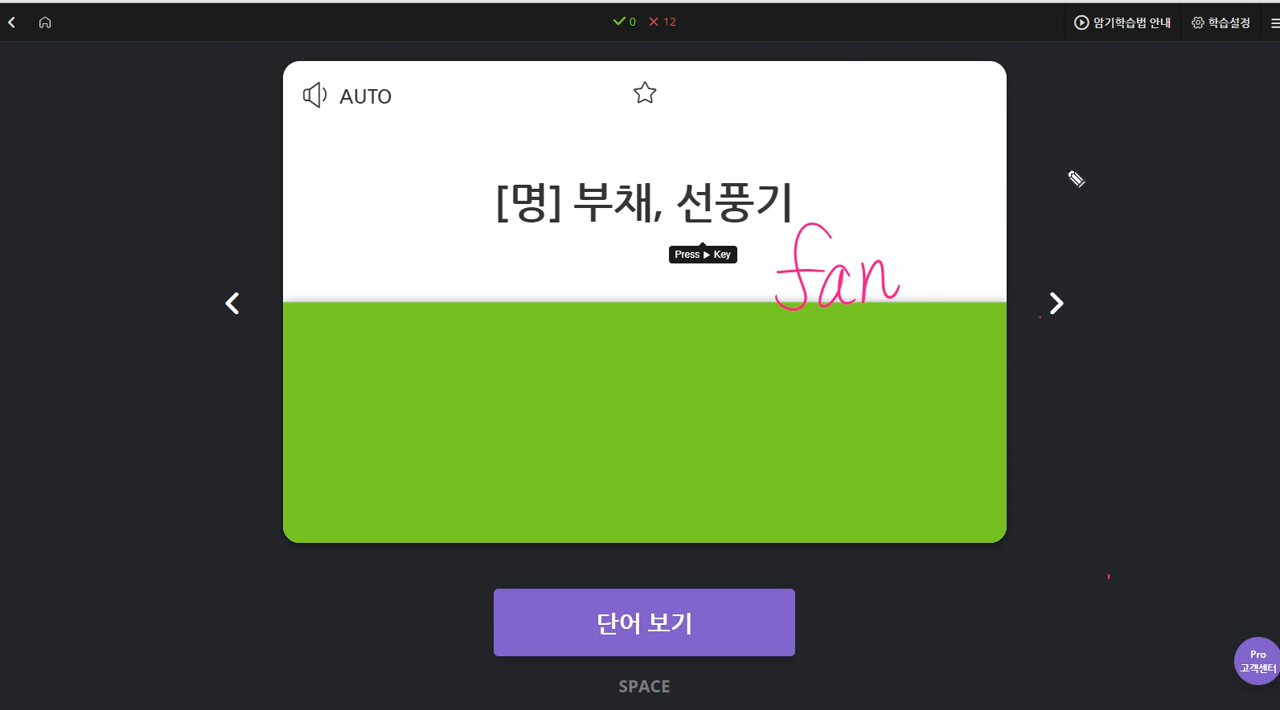 0 12 암기학습법 안내 학습설정
AUTO
[명] 부채, 선풍기
Press Key
fan
단어 보기
SPACE
Pro
고객센터